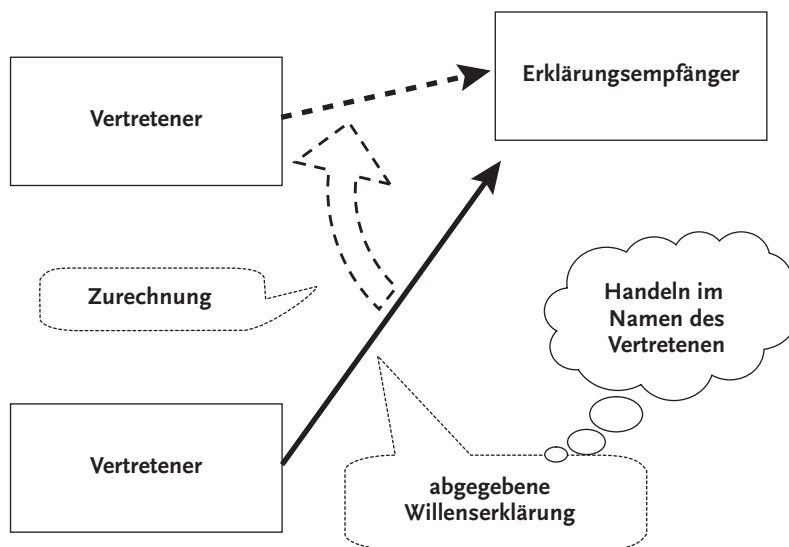 Erklärungsempfänger
Vertretener
Zurechnung
Handeln im
Namen des
Vertretenen
Vertretener
abgegebene
Willenserklärung